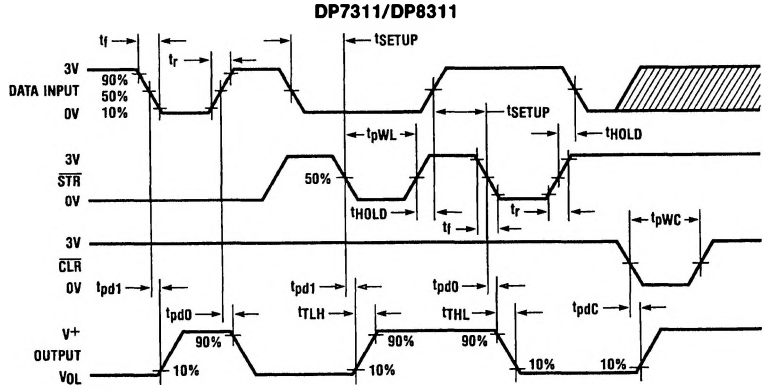 DP7311/DP8311
tf
tr
tSETUP
3V
90%
DATA INPUT
50%
0V
10%
tSETUP
tHOLD
tpWL
3V
STR
50%
0V
tHOLD
tf
tr
tpWC
3V
CLR
0V
tpd1
tpd0
tpd1
tpd0
tpdC
tTLH
tTHL
V+
OUTPUT
VOL
90%
10%
90%
10%
90%
10%
10%